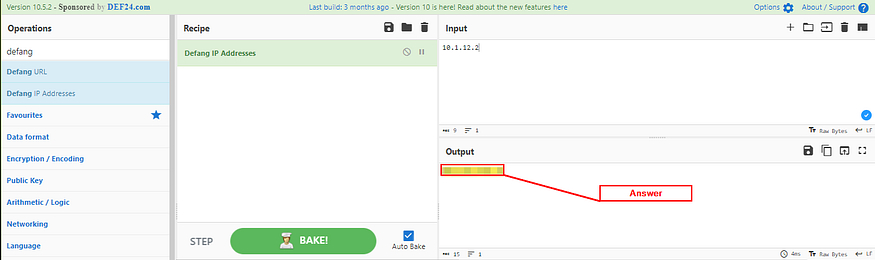 Version 10.5.2 - Sponsored by DEF24.com
Last build: 3 months ago - Version 10 is here! Read about the new features here
Options
About / Support
Operations
defang
Defang URL
Defang IP Addresses
Favourites
Data format
Encryption / Encoding
Public Key
Arithmetic / Logic
Networking
Language
Recipe
Defang IP Addresses
STEP
BAKE!
Auto Bake
Input
10.1.12.2
9 1
Raw Bytes LF
Output
Answer
15 1
4ms Raw Bytes LF